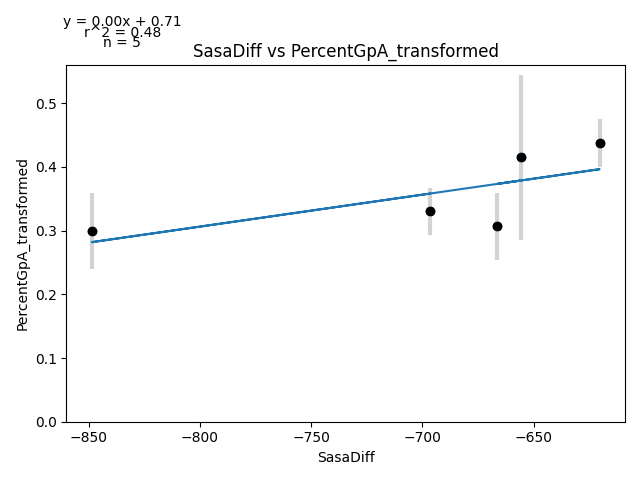 y = 0.00x + 0.71
r^2 = 0.48
n = 5
SasaDiff vs PercentGpA_transformed
PercentGpA_transformed
0.5
0.4
0.3
0.2
0.1
0.0
−850
−800
−750
−700
−650
SasaDiff